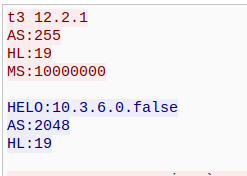 t3 12.2.1
AS:255
HL:19
MS:10000000
HELO:10.3.6.0.false
AS:2048
HL:19